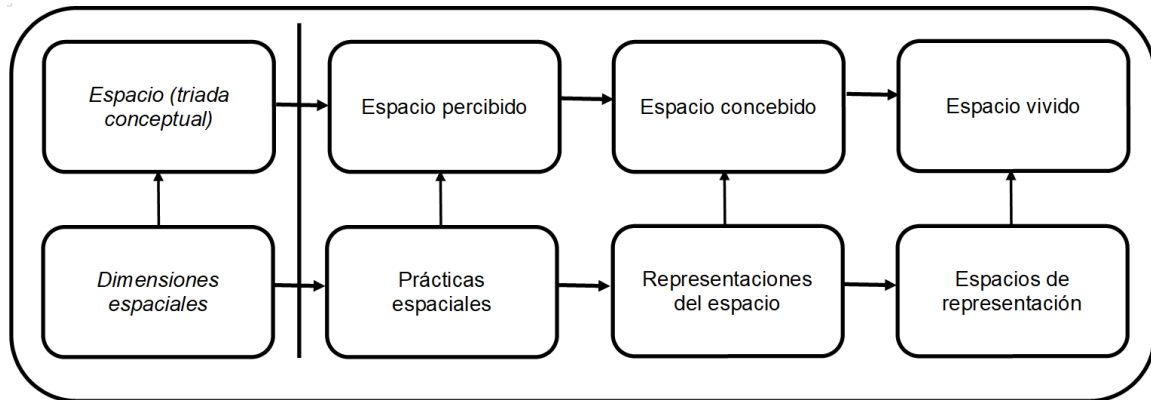 Espacio (triada
conceptual)
Espacio percibido
Espacio concebido
Espacio vivido
Dimensiones
espaciales
Prácticas
espaciales
Representaciones
del espacio
Espacios de
representación